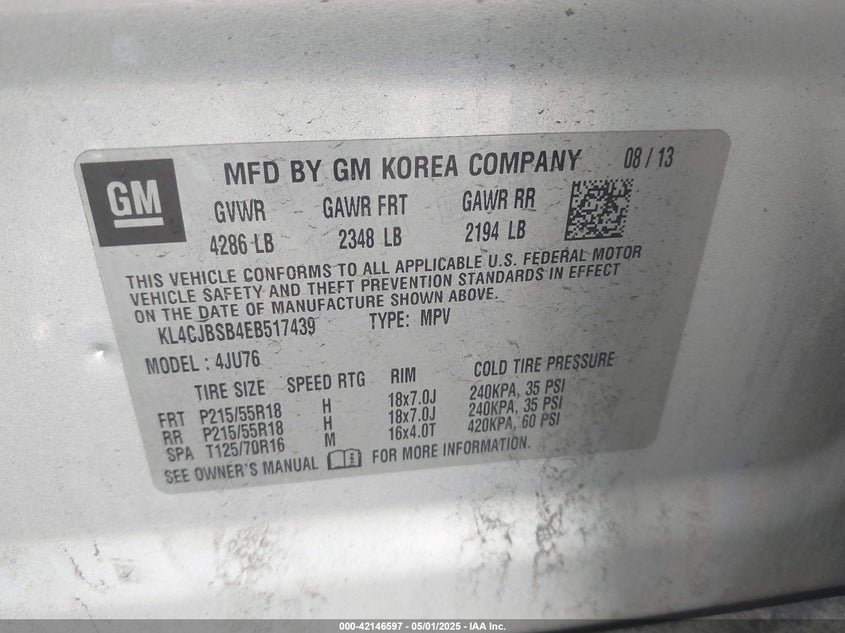 GM
MFD BY GM KOREA COMPANY 08 / 13
GVWR GAWR FRT GAWR RR
4286 LB 2348 LB 2194 LB
THIS VEHICLE CONFORMS TO ALL APPLICABLE U.S. FEDERAL MOTOR
VEHICLE SAFETY AND THEFT PREVENTION STANDARDS IN EFFECT
ON THE DATE OF MANUFACTURE SHOWN ABOVE.
KL4CJBSB4EB517439 TYPE: MPV
MODEL : 4JU76
TIRE SIZE SPEED RTG RIM COLD TIRE PRESSURE
FRT P215/55R18 H 18x7.0J 240KPA, 35 PSI
RR P215/55R18 H 18x7.0J 240KPA, 35 PSI
SPA T125/70R16 M 16x4.0T 420KPA, 60 PSI
SEE OWNER'S MANUAL FOR MORE INFORMATION.
000-42146597 - 05/01/2025 - IAA Inc.